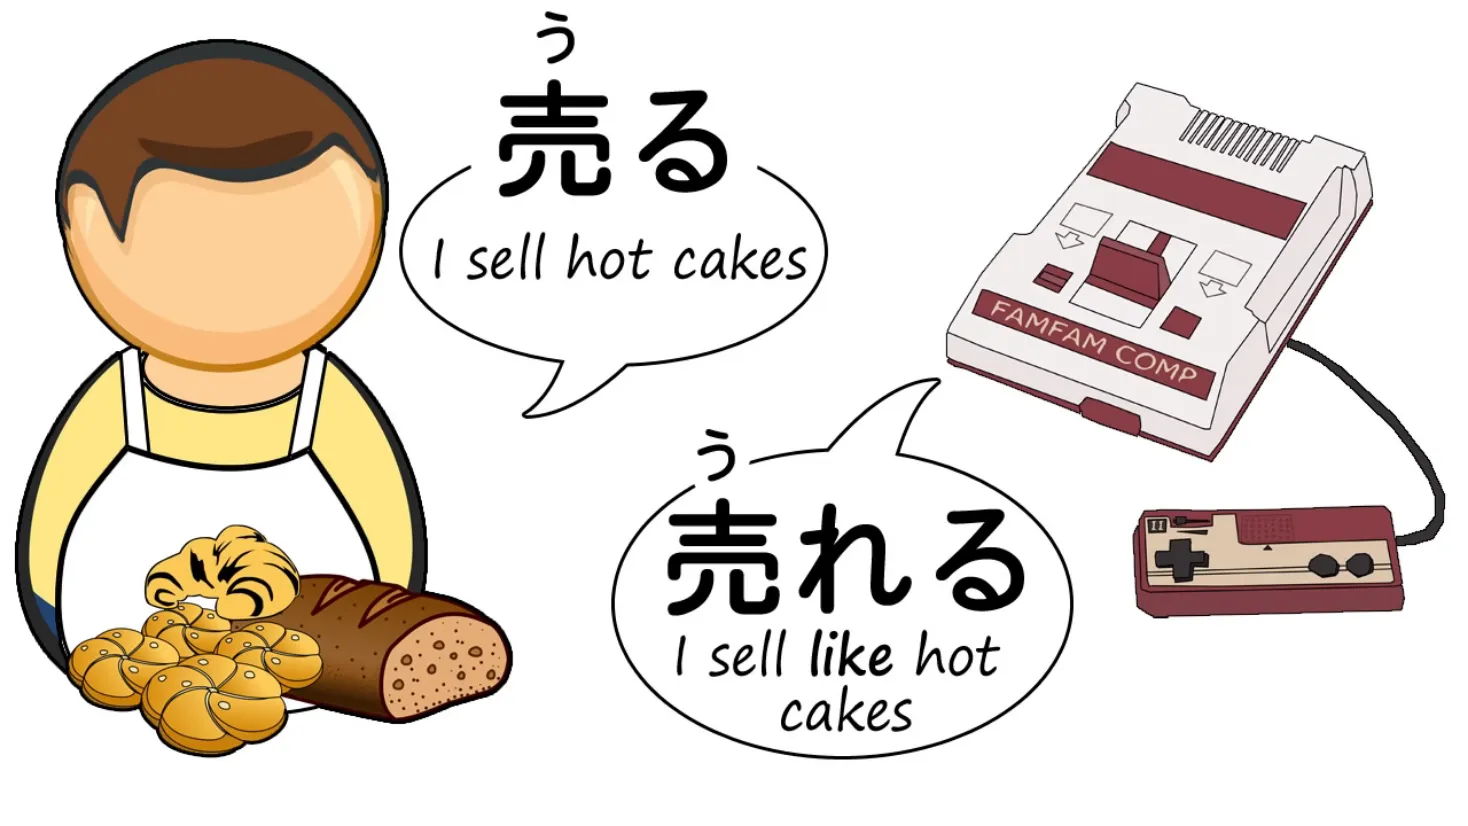 う
売る
I sell hot cakes
FAMFAM COMP
う
売れる
I sell like hot
cakes
II